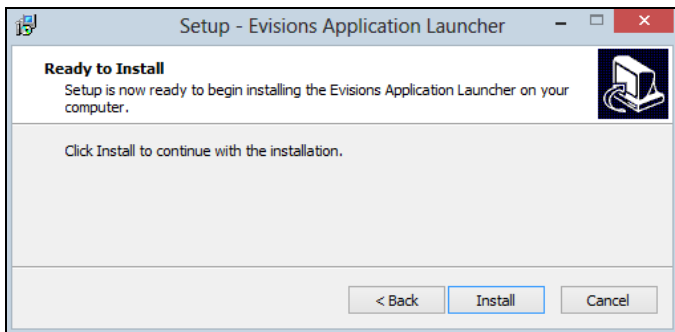 Setup - Evisions Application Launcher
Ready to Install
Setup is now ready to begin installing the Evisions Application Launcher on your
computer.
Click Install to continue with the installation.
< Back Install Cancel